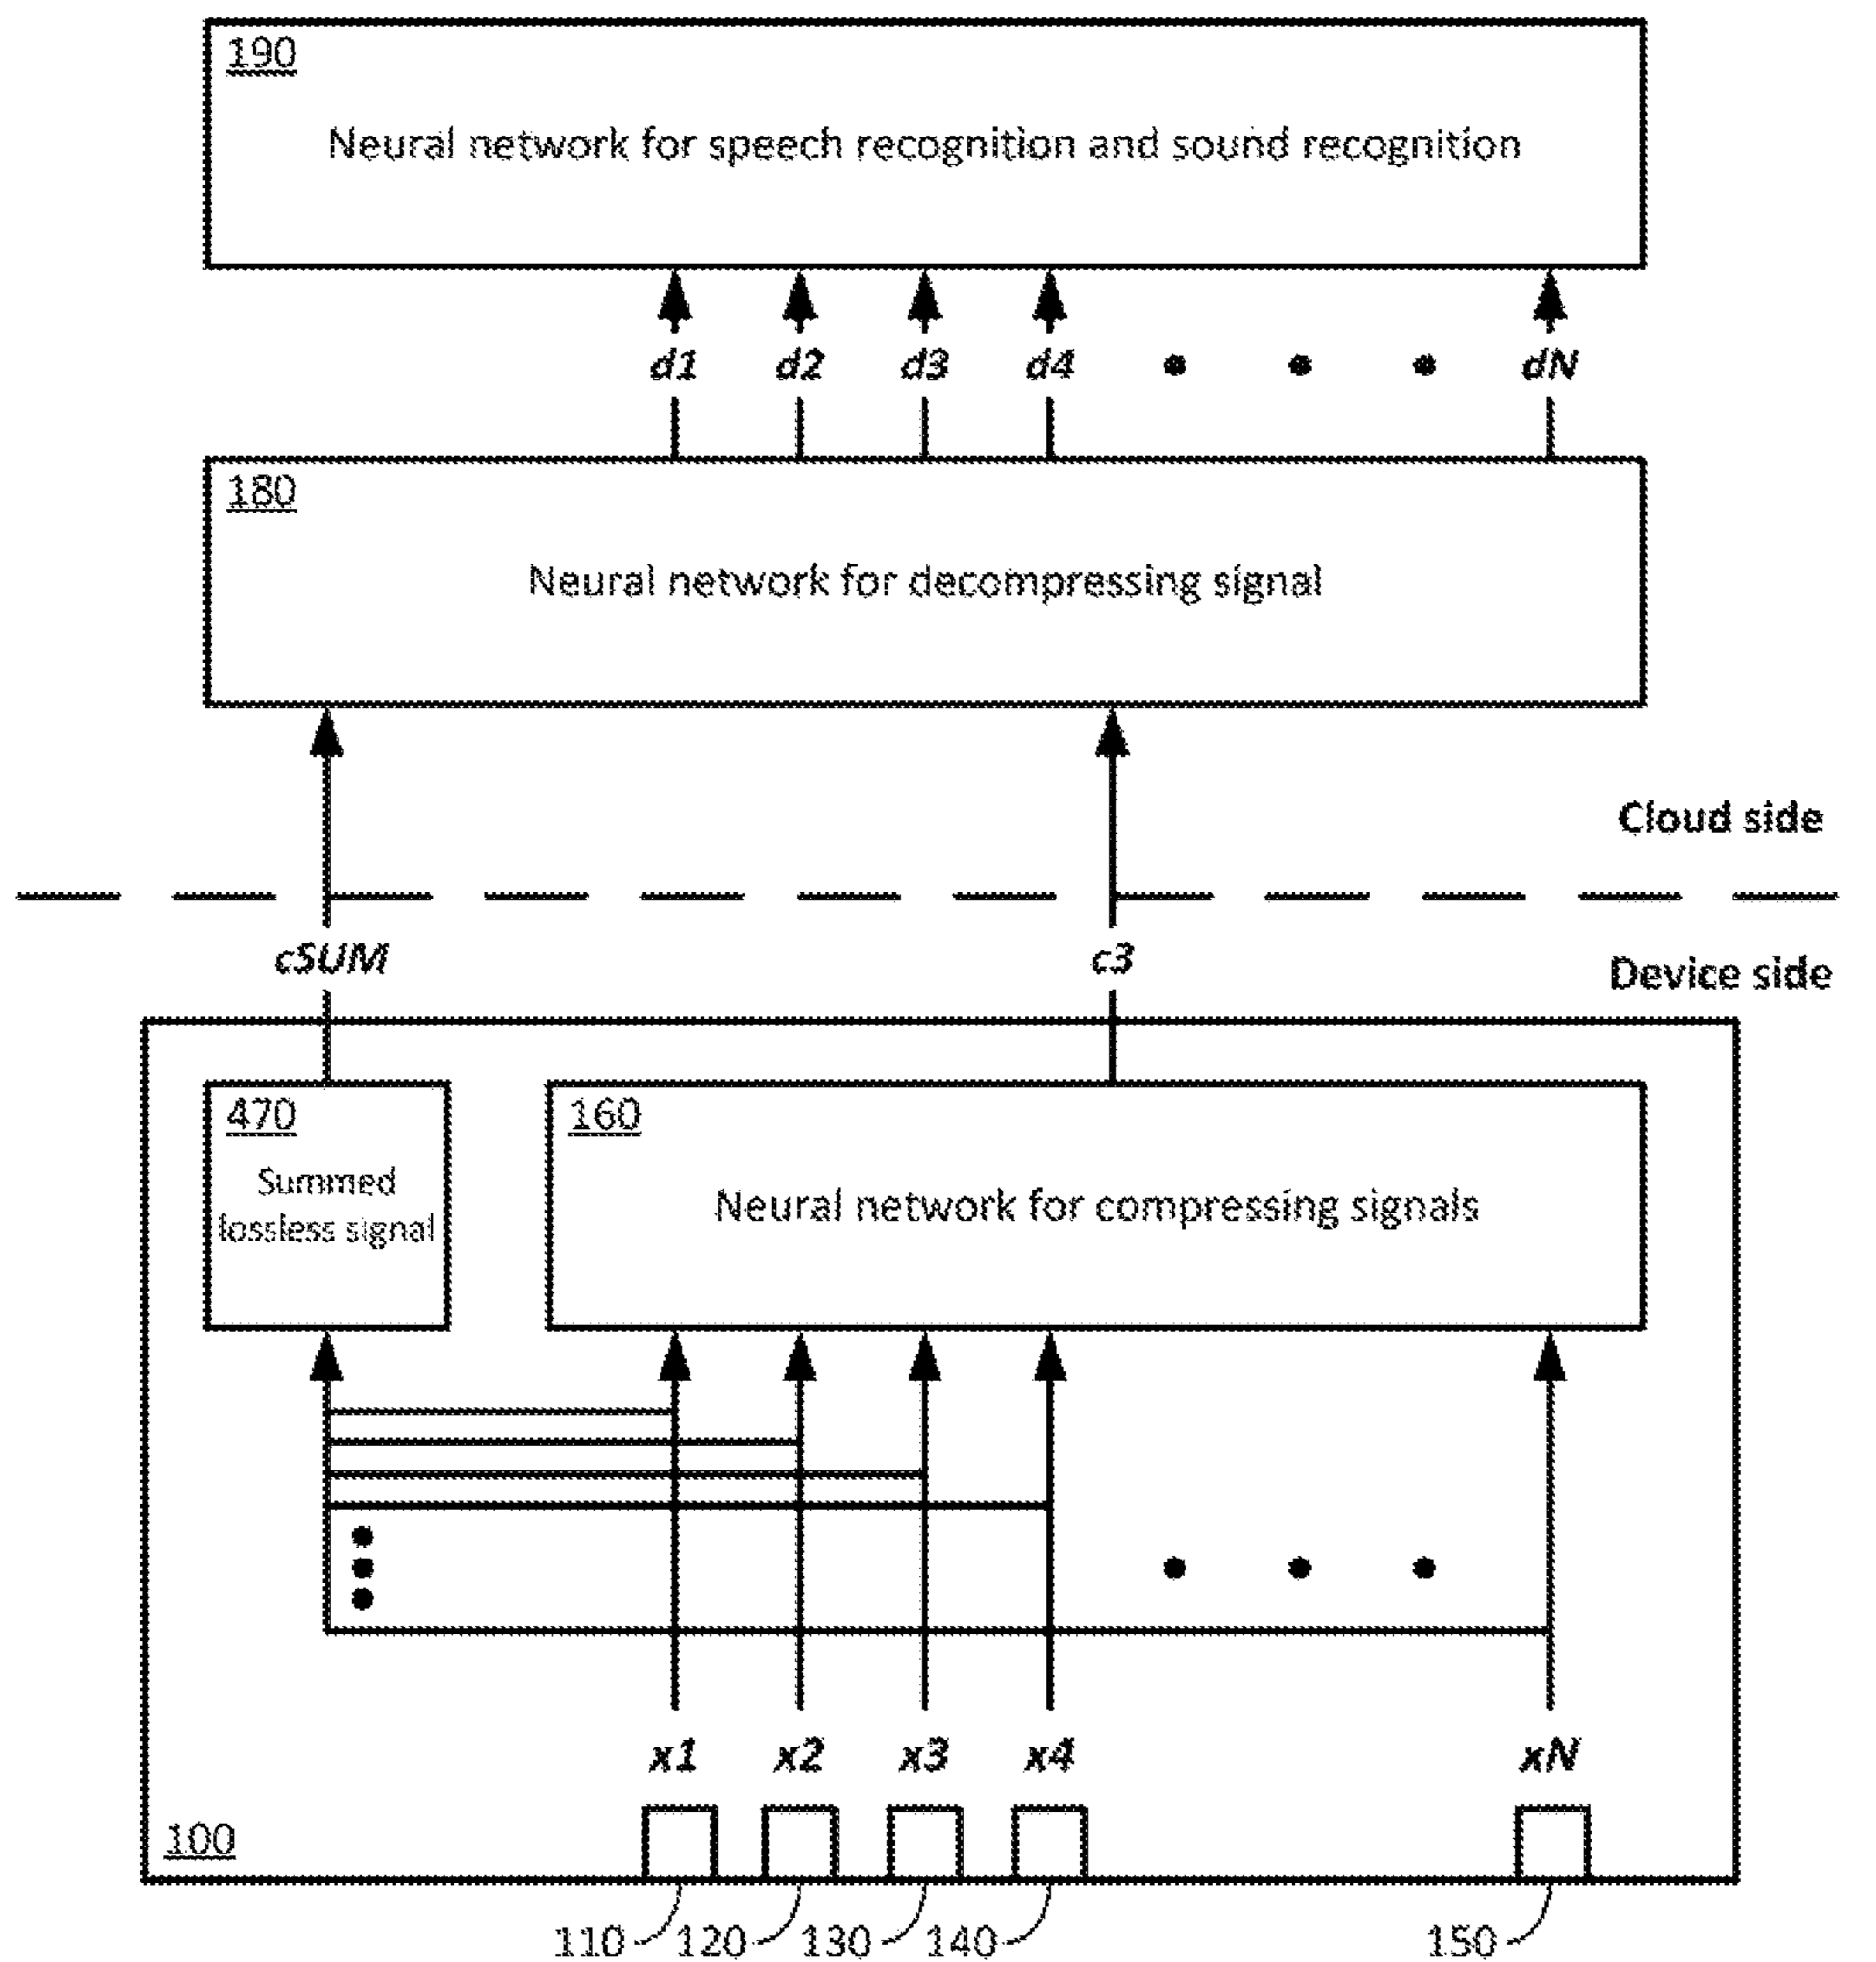 190
Neural network for speech recognition and sound recognition
d1 d2 d3 d4 dN
180
Neural network for decompressing signal
Cloud side
cSUM c3
Device side
470
Summed
lossless signal
160
Neural network for compressing signals
x1 x2 x3 x4 xN
100
110 120 130 140 150